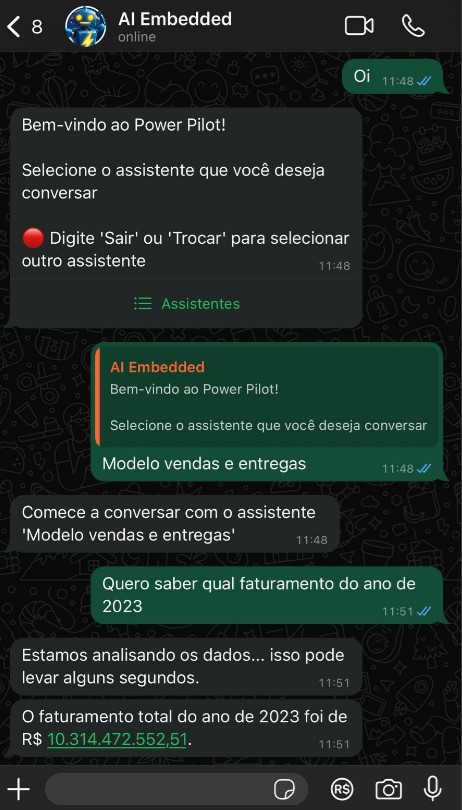 8
AI Embedded
online
Oi
11:48
Bem-vindo ao Power Pilot!
Selecione o assistente que você deseja
conversar
🔴 Digite 'Sair' ou 'Trocar' para selecionar
outro assistente
11:48
Assistentes
AI Embedded
Bem-vindo ao Power Pilot!
Selecione o assistente que você deseja conversar
Modelo vendas e entregas
11:48
Comece a conversar com o assistente
'Modelo vendas e entregas'
11:48
Quero saber qual faturamento do ano de
2023
11:51
Estamos analisando os dados... isso pode
levar alguns segundos.
11:51
O faturamento total do ano de 2023 foi de
R$ 10.314.472.552,51.
11:51
R$